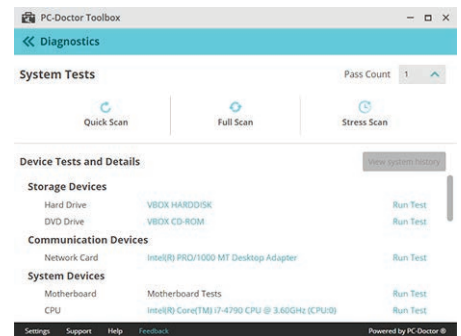 PC-Doctor Toolbox
Diagnostics
System Tests
Pass Count 1
Quick Scan Full Scan Stress Scan
Device Tests and Details View system history
Storage Devices
Hard Drive VBOX HARDDISK Run Test
DVD Drive VBOX CD-ROM Run Test
Communication Devices
Network Card Intel(R) PRO/1000 MT Desktop Adapter Run Test
System Devices
Motherboard Motherboard Tests Run Test
CPU Intel(R) Core(TM) i7-4790 CPU @ 3.60GHz (CPU:0) Run Test
Settings Support Help Feedback Powered by PC-Doctor ®